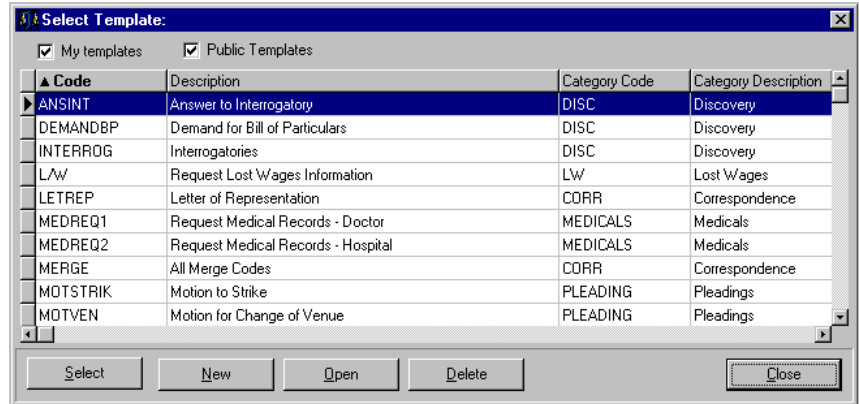 Select Template:
My templates Public Templates
▲ Code Description Category Code Category Description
ANSINT Answer to Interrogatory DISC Discovery
DEMANDBP Demand for Bill of Particulars DISC Discovery
INTERROG Interrogatories DISC Discovery
L/W Request Lost Wages Information LW Lost Wages
LETREP Letter of Representation CORR Correspondence
MEDREQ1 Request Medical Records - Doctor MEDICALS Medicals
MEDREQ2 Request Medical Records - Hospital MEDICALS Medicals
MERGE All Merge Codes CORR Correspondence
MOTSTRIK Motion to Strike PLEADING Pleadings
MOTVEN Motion for Change of Venue PLEADING Pleadings
Select New Open Delete Close